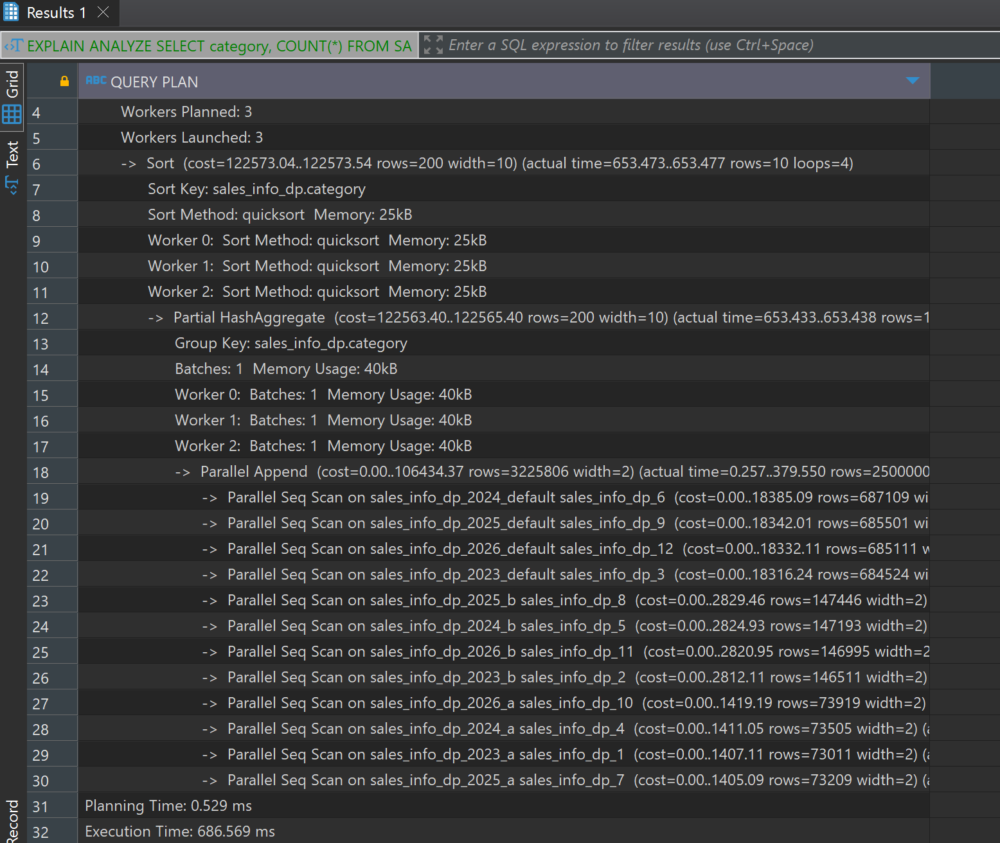 Results 1
EXPLAIN ANALYZE SELECT category, COUNT(*) FROM SA
Enter a SQL expression to filter results (use Ctrl+Space)
Grid
Text
Record
ABC QUERY PLAN
4 Workers Planned: 3
5 Workers Launched: 3
6 -> Sort (cost=122573.04..122573.54 rows=200 width=10) (actual time=653.473..653.477 rows=10 loops=4)
7 Sort Key: sales_info_dp.category
8 Sort Method: quicksort Memory: 25kB
9 Worker 0: Sort Method: quicksort Memory: 25kB
10 Worker 1: Sort Method: quicksort Memory: 25kB
11 Worker 2: Sort Method: quicksort Memory: 25kB
12 -> Partial HashAggregate (cost=122563.40..122565.40 rows=200 width=10) (actual time=653.433..653.438 rows=1
13 Group Key: sales_info_dp.category
14 Batches: 1 Memory Usage: 40kB
15 Worker 0: Batches: 1 Memory Usage: 40kB
16 Worker 1: Batches: 1 Memory Usage: 40kB
17 Worker 2: Batches: 1 Memory Usage: 40kB
18 -> Parallel Append (cost=0.00..106434.37 rows=3225806 width=2) (actual time=0.257..379.550 rows=2500000
19 -> Parallel Seq Scan on sales_info_dp_2024_default sales_info_dp_6 (cost=0.00..18385.09 rows=687109 wi
20 -> Parallel Seq Scan on sales_info_dp_2025_default sales_info_dp_9 (cost=0.00..18342.01 rows=685501 wi
21 -> Parallel Seq Scan on sales_info_dp_2026_default sales_info_dp_12 (cost=0.00..18332.11 rows=685111 w
22 -> Parallel Seq Scan on sales_info_dp_2023_default sales_info_dp_3 (cost=0.00..18316.24 rows=684524 wi
23 -> Parallel Seq Scan on sales_info_dp_2025_b sales_info_dp_8 (cost=0.00..2829.46 rows=147446 width=2)
24 -> Parallel Seq Scan on sales_info_dp_2024_b sales_info_dp_5 (cost=0.00..2824.93 rows=147193 width=2)
25 -> Parallel Seq Scan on sales_info_dp_2026_b sales_info_dp_11 (cost=0.00..2820.95 rows=146995 width=2
26 -> Parallel Seq Scan on sales_info_dp_2023_b sales_info_dp_2 (cost=0.00..2812.11 rows=146511 width=2)
27 -> Parallel Seq Scan on sales_info_dp_2026_a sales_info_dp_10 (cost=0.00..1419.19 rows=73919 width=2)
28 -> Parallel Seq Scan on sales_info_dp_2024_a sales_info_dp_4 (cost=0.00..1411.05 rows=73505 width=2) (a
29 -> Parallel Seq Scan on sales_info_dp_2023_a sales_info_dp_1 (cost=0.00..1407.11 rows=73011 width=2) (a
30 -> Parallel Seq Scan on sales_info_dp_2025_a sales_info_dp_7 (cost=0.00..1405.09 rows=73209 width=2) (a
31 Planning Time: 0.529 ms
32 Execution Time: 686.569 ms